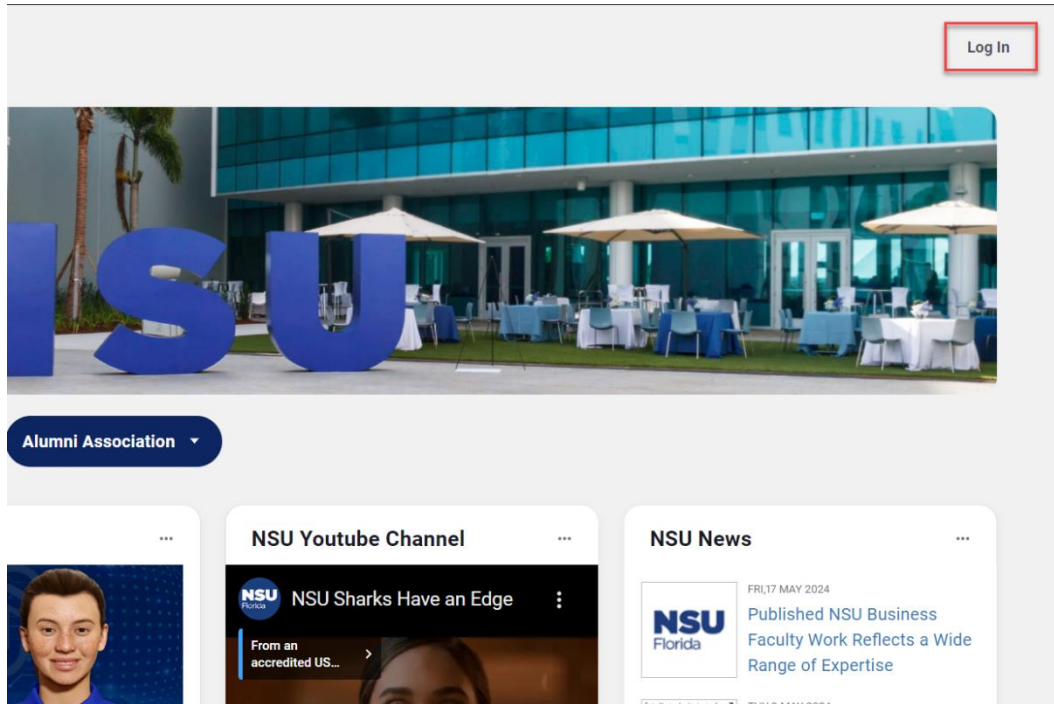 Log In
NSU
Alumni Association
NSU Youtube Channel
NSU News
NSU
Florida
NSU Sharks Have an Edge
From an
accredited US...
NSU
Florida
FRI,17 MAY 2024
Published NSU Business
Faculty Work Reflects a Wide
Range of Expertise